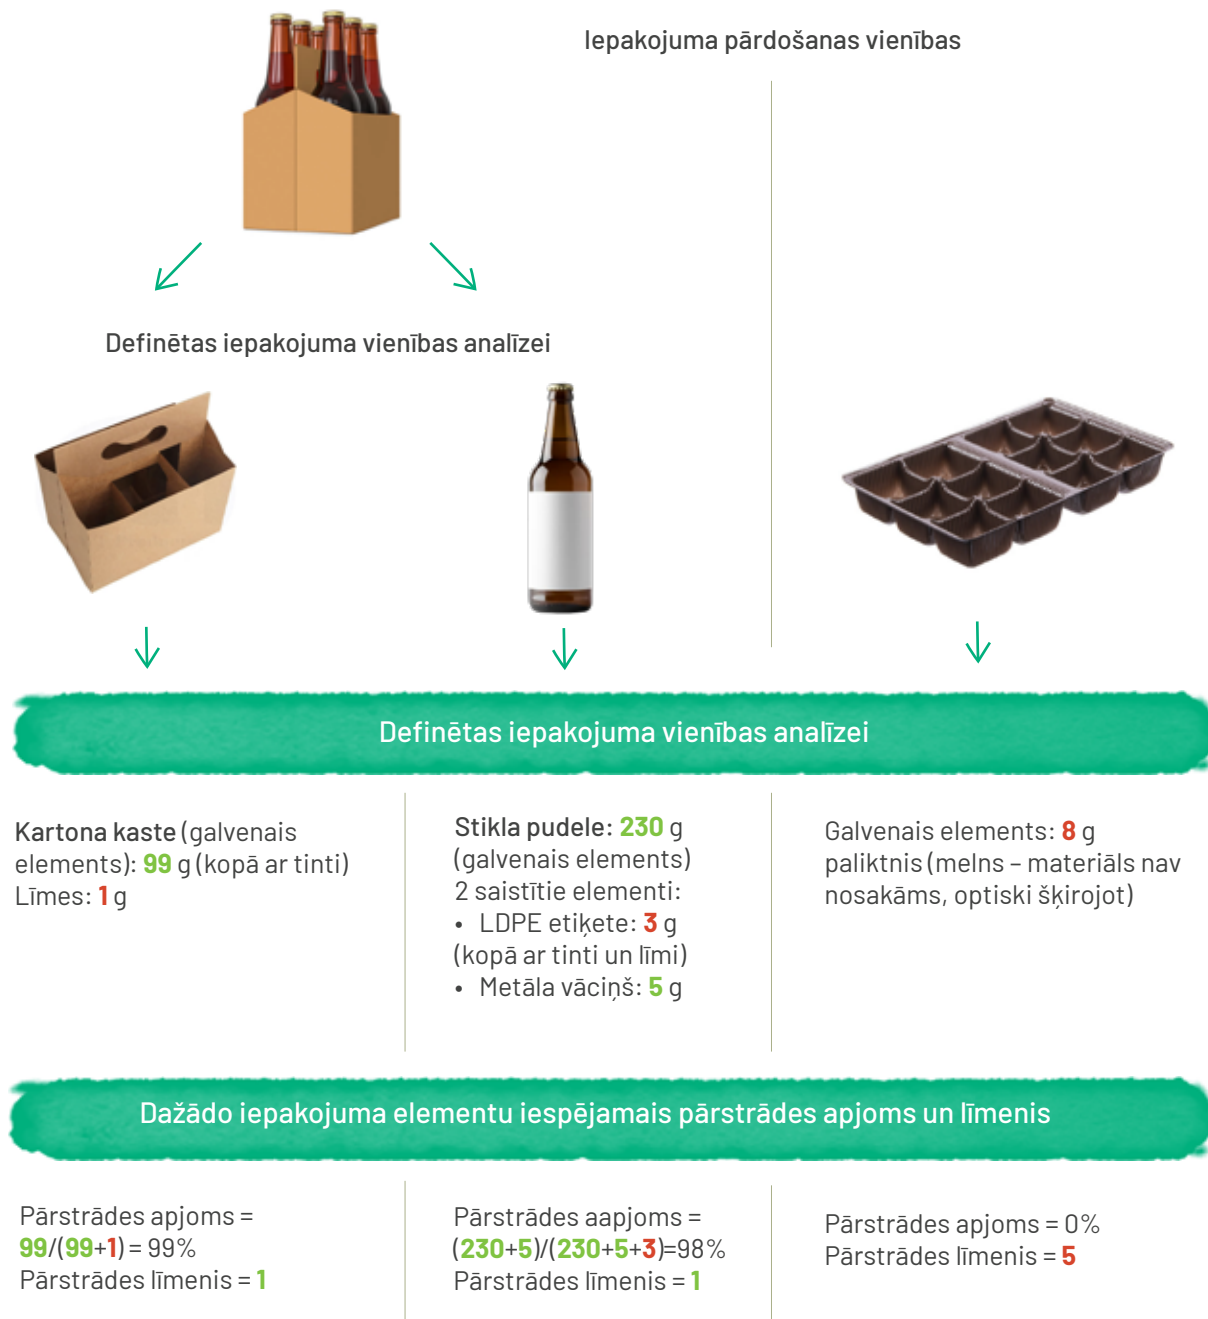 Iepakojuma pārdošanas vienības
Definētas iepakojuma vienības analīzei
Definētas iepakojuma vienības analīzei
Kartona kaste (galvenais
elements): 99 g (kopā ar tinti)
Līmes: 1 g
Stikla pudele: 230 g
(galvenais elements)
2 saistītie elementi:
• LDPE etiķete: 3 g
(kopā ar tinti un līmi)
• Metāla vāciņš: 5 g
Galvenais elements: 8 g
paliktnis (melns – materiāls nav
nosakāms, optiski šķirojot)
Dažādo iepakojuma elementu iespējamais pārstrādes apjoms un līmenis
Pārstrādes apjoms =
99/(99+1) = 99%
Pārstrādes līmenis = 1
Pārstrādes aapjoms =
(230+5)/(230+5+3)=98%
Pārstrādes līmenis = 1
Pārstrādes apjoms = 0%
Pārstrādes līmenis = 5